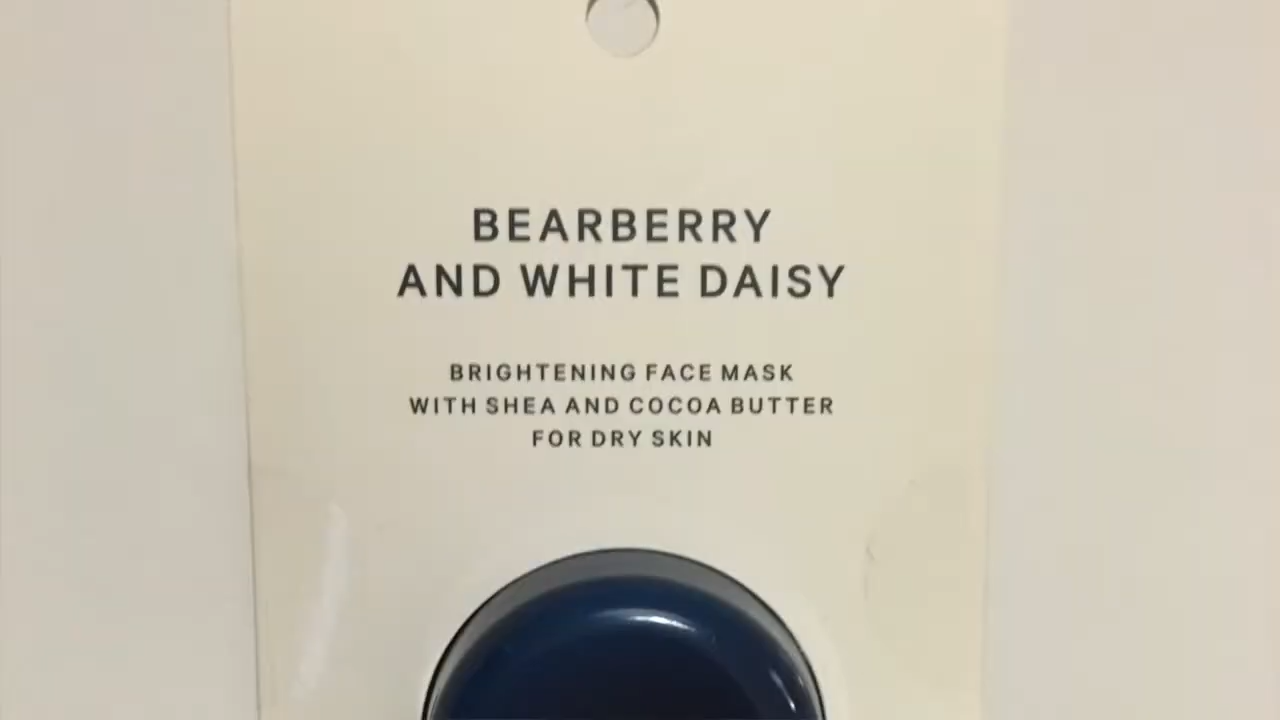 BEARBERRY
AND WHITE DAISY
BRIGHTENING FACE MASK
WITH SHEA AND COCOA BUTTER
FOR DRY SKIN